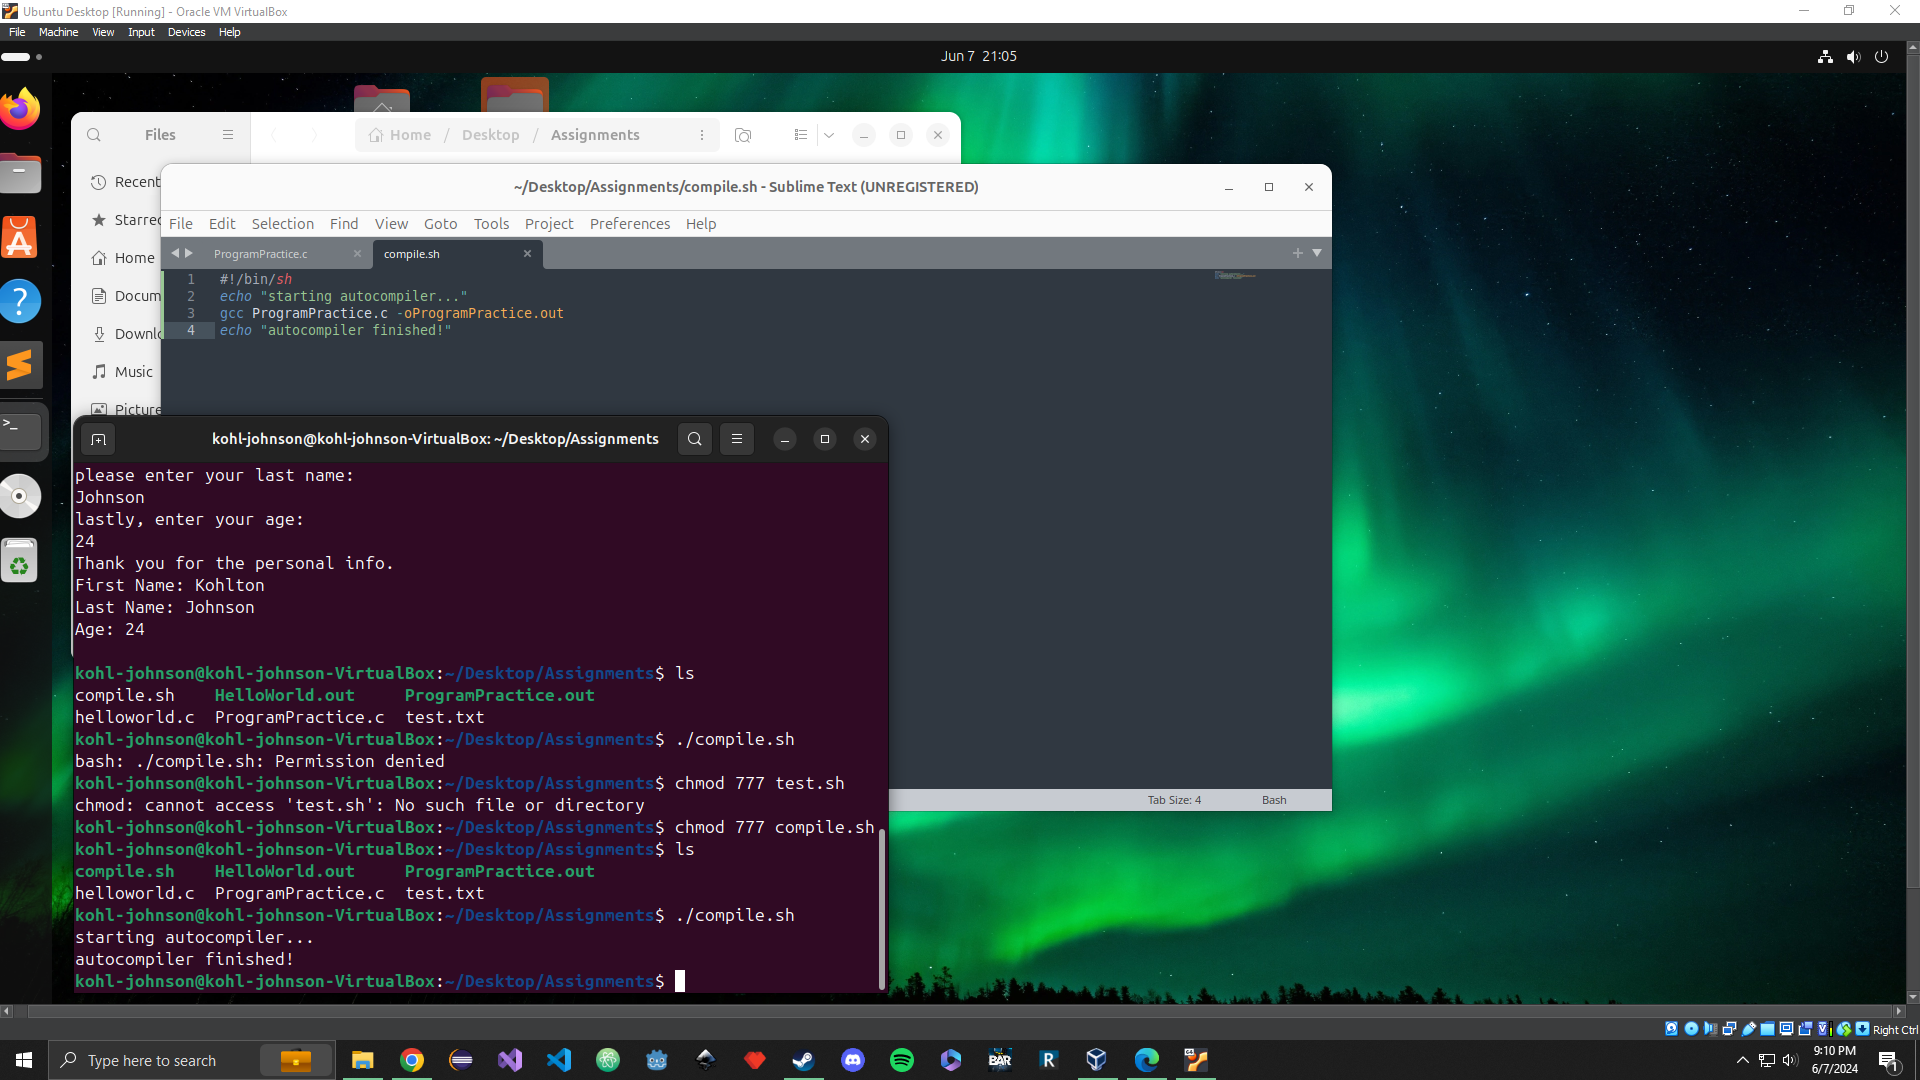 Ubuntu Desktop [Running] - Oracle VM VirtualBox
File Machine View Input Devices Help
Jun 7 21:05
Files
Home / Desktop / Assignments
Recent
Starred
Home
Docum
Downlo
Music
Picture
~/Desktop/Assignments/compile.sh - Sublime Text (UNREGISTERED)
File Edit Selection Find View Goto Tools Project Preferences Help
ProgramPractice.c
compile.sh
1 #!/bin/sh
2 echo "starting autocompiler..."
3 gcc ProgramPractice.c -oProgramPractice.out
4 echo "autocompiler finished!"
Tab Size: 4
Bash
kohl-johnson@kohl-johnson-VirtualBox: ~/Desktop/Assignments
please enter your last name:
Johnson
lastly, enter your age:
24
Thank you for the personal info.
First Name: Kohlton
Last Name: Johnson
Age: 24
kohl-johnson@kohl-johnson-VirtualBox:~/Desktop/Assignments$ ls
compile.sh HelloWorld.out ProgramPractice.out
helloworld.c ProgramPractice.c test.txt
kohl-johnson@kohl-johnson-VirtualBox:~/Desktop/Assignments$ ./compile.sh
bash: ./compile.sh: Permission denied
kohl-johnson@kohl-johnson-VirtualBox:~/Desktop/Assignments$ chmod 777 test.sh
chmod: cannot access 'test.sh': No such file or directory
kohl-johnson@kohl-johnson-VirtualBox:~/Desktop/Assignments$ chmod 777 compile.sh
kohl-johnson@kohl-johnson-VirtualBox:~/Desktop/Assignments$ ls
compile.sh HelloWorld.out ProgramPractice.out
helloworld.c ProgramPractice.c test.txt
kohl-johnson@kohl-johnson-VirtualBox:~/Desktop/Assignments$ ./compile.sh
starting autocompiler...
autocompiler finished!
kohl-johnson@kohl-johnson-VirtualBox:~/Desktop/Assignments$
Right Ctrl
Type here to search
BAR
R
9:10 PM
6/7/2024
1